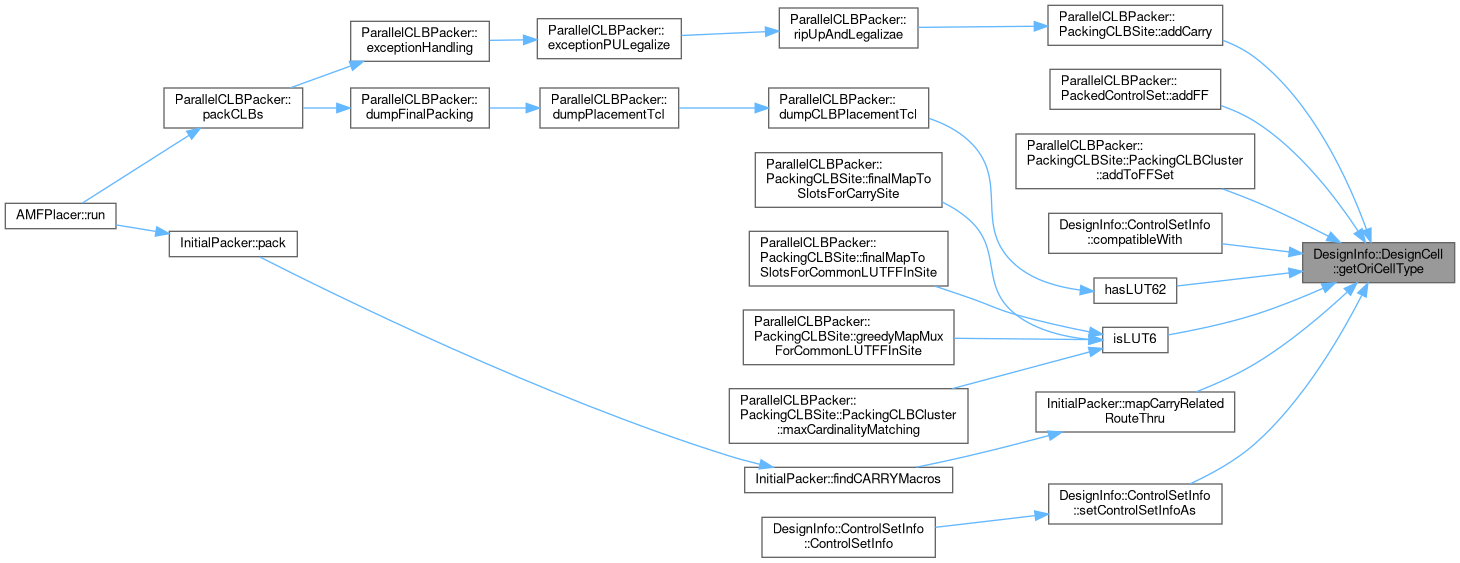 AMFPlacer::run
ParallelCLBPacker::
packCLBs
InitialPacker::pack
ParallelCLBPacker::
exceptionHandling
ParallelCLBPacker::
dumpFinalPacking
ParallelCLBPacker::
exceptionPULegalize
ParallelCLBPacker::
dumpPlacementTcl
ParallelCLBPacker::
ripUpAndLegalizae
ParallelCLBPacker::
dumpCLBPlacementTcl
ParallelCLBPacker::
PackingCLBSite::finalMapTo
SlotsForCarrySite
ParallelCLBPacker::
PackingCLBSite::finalMapTo
SlotsForCommonLUTFFInSite
ParallelCLBPacker::
PackingCLBSite::greedyMapMux
ForCommonLUTFFInSite
ParallelCLBPacker::
PackingCLBSite::PackingCLBCluster
::maxCardinalityMatching
InitialPacker::findCARRYMacros
DesignInfo::ControlSetInfo
::ControlSetInfo
ParallelCLBPacker::
PackingCLBSite::addCarry
ParallelCLBPacker::
PackedControlSet::addFF
ParallelCLBPacker::
PackingCLBSite::PackingCLBCluster
::addToFFSet
DesignInfo::ControlSetInfo
::compatibleWith
hasLUT62
isLUT6
InitialPacker::mapCarryRelated
RouteThru
DesignInfo::ControlSetInfo
::setControlSetInfoAs
DesignInfo::DesignCell
::getOriCellType